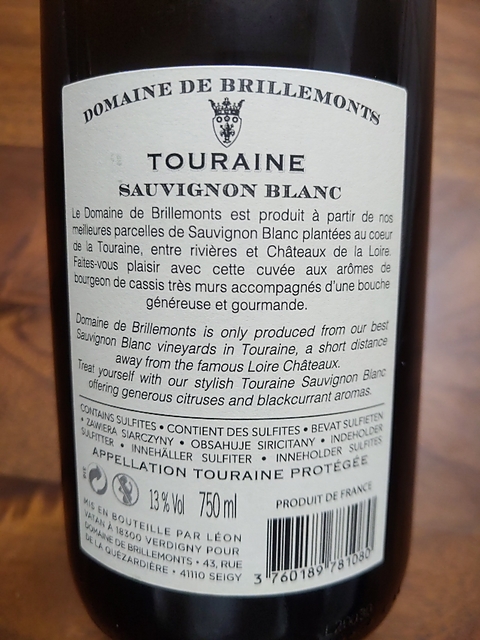 DOMAINE DE BRILLEMONTS
TOURAINE
SAUVIGNON BLANC
Le Domaine de Brillemonts est produit à partir de nos
meilleures parcelles de Sauvignon Blanc plantées au coeur
de la Touraine, entre rivières et Châteaux de la Loire.
Faites-vous plaisir avec cette cuvée aux arômes de
bourgeon de cassis très murs accompagnés d'une bouche
généreuse et gourmande.
Domaine de Brillemonts is only produced from our best
Sauvignon Blanc vineyards in Touraine, a short distance
away from the famous Loire Châteaux.
Treat yourself with our stylish Touraine Sauvignon Blanc
offering generous citruses and blackcurrant aromas.
CONTAINS SULFITES • CONTIENT DES SULFITES • BEVAT SULFIETEN
• ZAWIERA SIARCZYNY • OBSAHUJE SIRICITANY • INDEHOLDER
SULFITTER • INNEHÄLLER SULFITER • INNEHOLDER SULFITES
APPELLATION TOURAINE PROTÉGÉE
13 % Vol 750 ml
PRODUIT DE FRANCE
MIS EN BOUTEILLE PAR LÉON
VATAN À 18300 VERDIGNY POUR
DOMAINE DE BRILLEMONTS • 43, RUE
DE LA QUÉZARDIÈRE • 41110 SEIGY
3 760189 781080